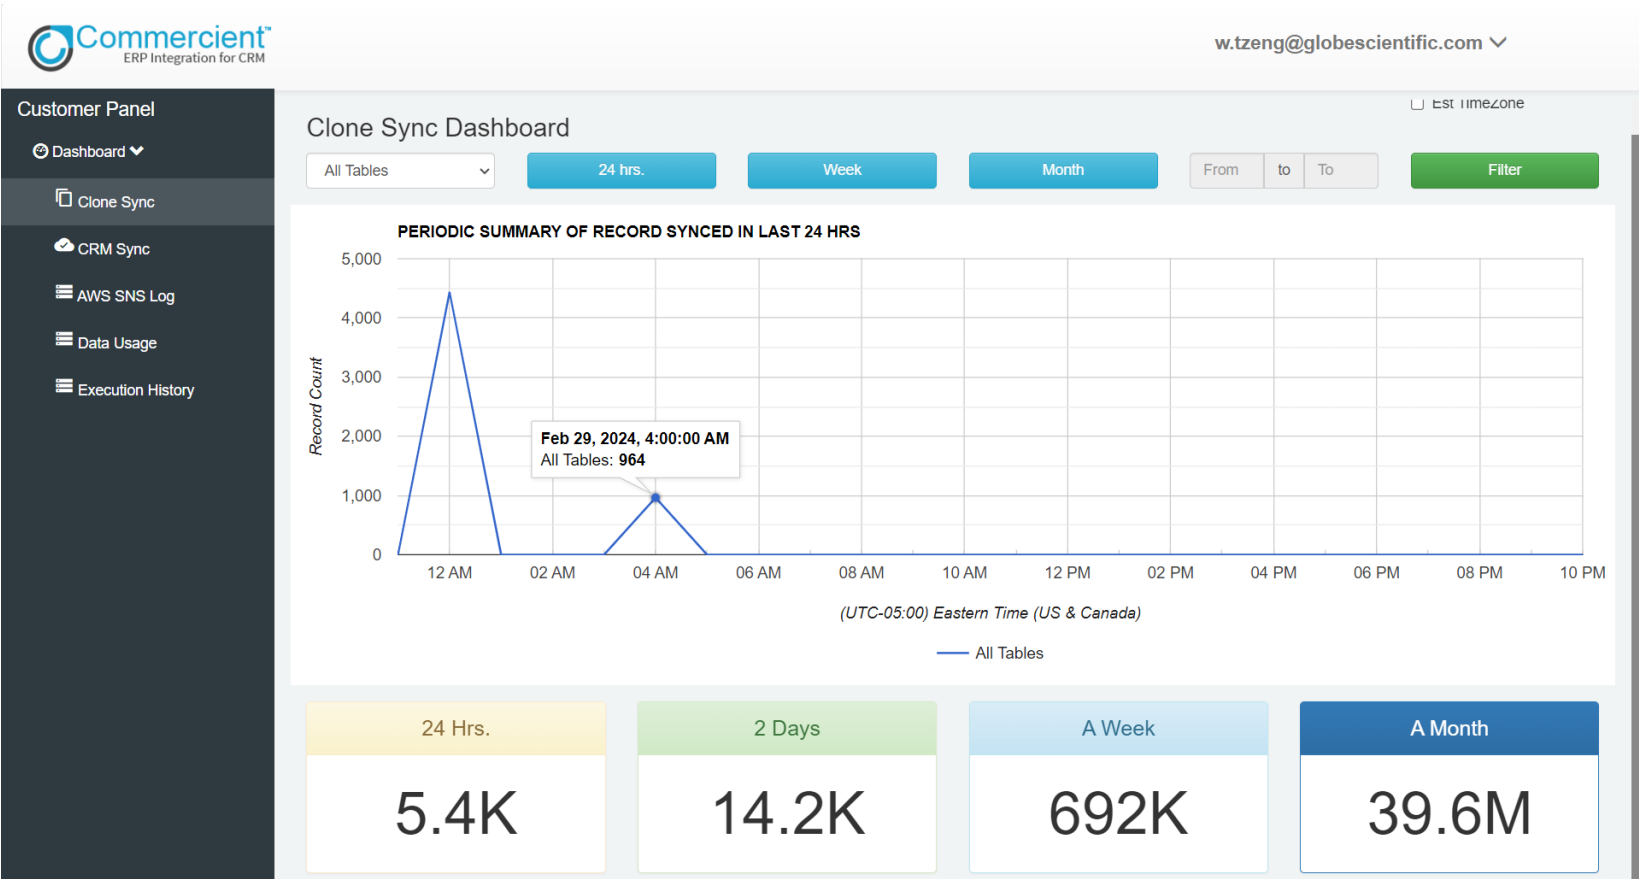 Commercient™
ERP Integration for CRM
w.tzeng@globescientific.com
Customer Panel
Dashboard
Clone Sync
CRM Sync
AWS SNS Log
Data Usage
Execution History
Est TimeZone
Clone Sync Dashboard
All Tables
24 hrs.
Week
Month
From to To
Filter
PERIODIC SUMMARY OF RECORD SYNCED IN LAST 24 HRS
Record Count
5,000
4,000
3,000
2,000
1,000
0
Feb 29, 2024, 4:00:00 AM
All Tables: 964
12 AM 02 AM 04 AM 06 AM 08 AM 10 AM 12 PM 02 PM 04 PM 06 PM 08 PM 10 PM
(UTC-05:00) Eastern Time (US & Canada)
All Tables
24 Hrs.
5.4K
2 Days
14.2K
A Week
692K
A Month
39.6M